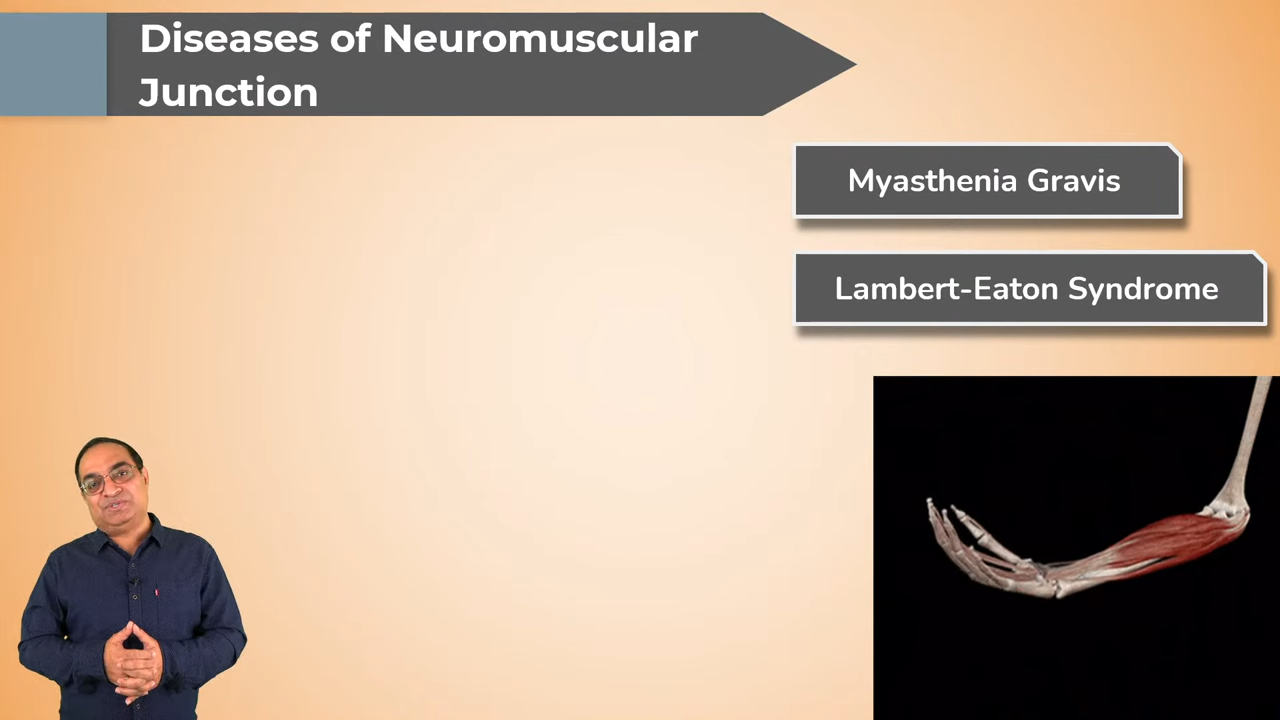 Diseases of Neuromuscular
Junction
Myasthenia Gravis
Lambert-Eaton Syndrome